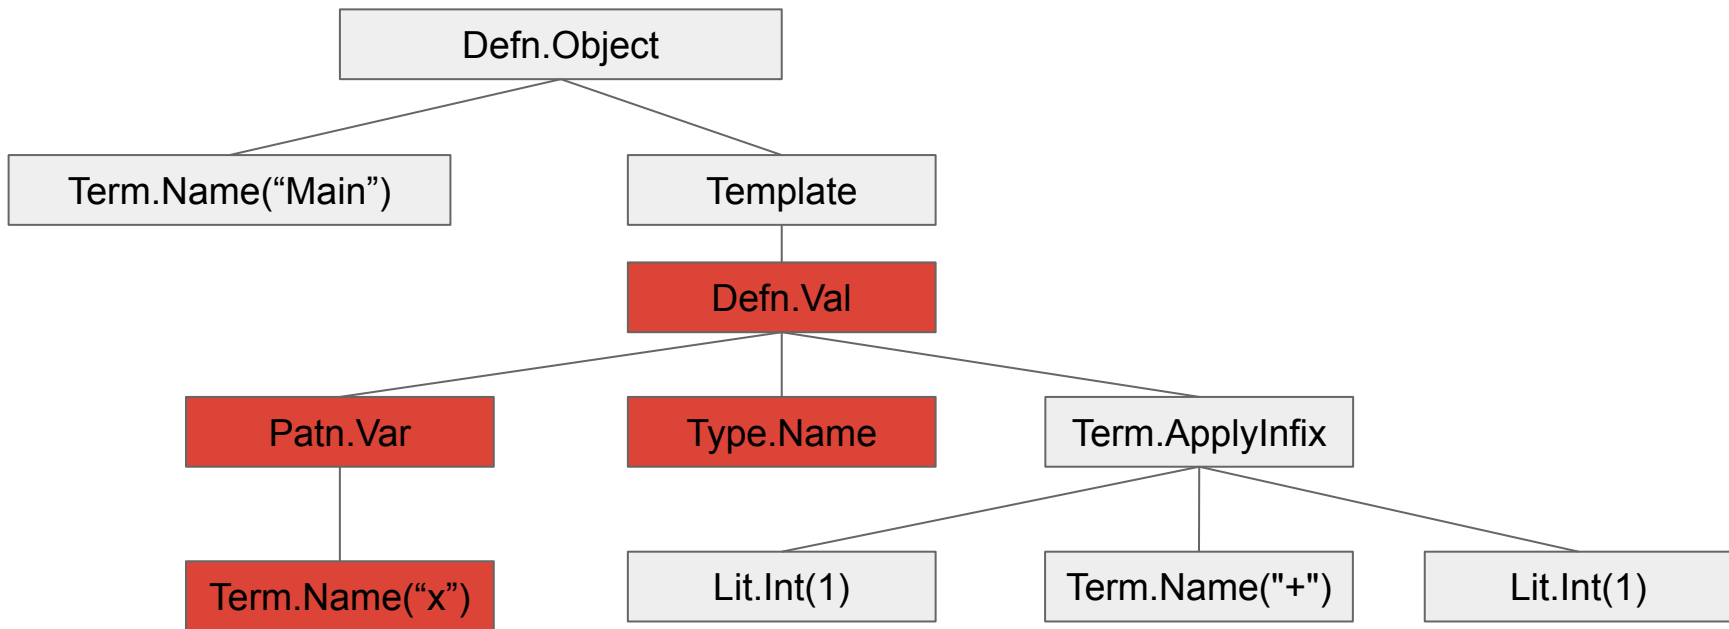 Defn.Object
Term.Name(“Main”)
Template
Defn.Val
Patn.Var
Type.Name
Term.ApplyInfix
Term.Name(“x”)
Lit.Int(1)
Term.Name("+")
Lit.Int(1)